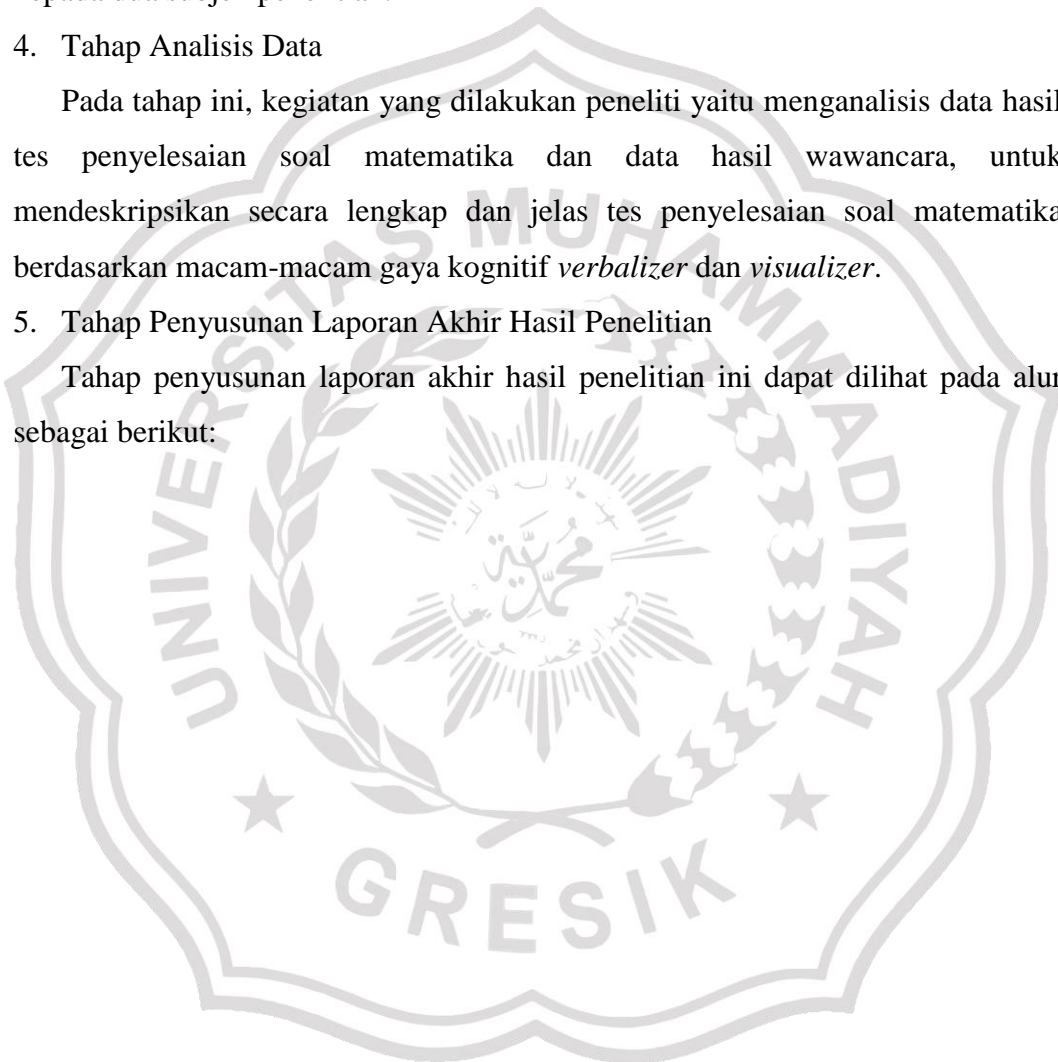 4. Tahap Analisis Data
Pada tahap ini, kegiatan yang dilakukan peneliti yaitu menganalisis data hasil
tes penyelesaian soal matematika dan data hasil wawancara, untuk
mendeskripsikan secara lengkap dan jelas tes penyelesaian soal matematika
berdasarkan macam-macam gaya kognitif verbalizer dan visualizer.
5. Tahap Penyusunan Laporan Akhir Hasil Penelitian
Tahap penyusunan laporan akhir hasil penelitian ini dapat dilihat pada alur
sebagai berikut:
UNIVERSITAS MUHAMMADIYAH
محمدية
GRESIK